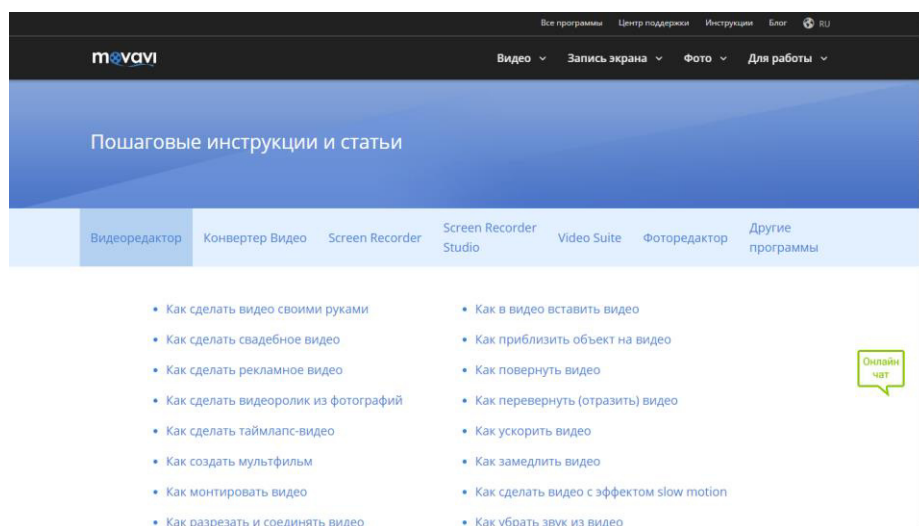 Все программы Центр поддержки Инструкции Блог RU
movavi
Видео Запись экрана Фото Для работы
Пошаговые инструкции и статьи
Видеоредактор Конвертер Видео Screen Recorder Screen Recorder Studio Video Suite Фоторедактор Другие программы
• Как сделать видео своими руками
• Как сделать свадебное видео
• Как сделать рекламное видео
• Как сделать видеоролик из фотографий
• Как сделать таймлапс-видео
• Как создать мультфильм
• Как монтировать видео
• Как разрезать и соединять видео
• Как в видео вставить видео
• Как приблизить объект на видео
• Как повернуть видео
• Как перевернуть (отразить) видео
• Как ускорить видео
• Как замедлить видео
• Как сделать видео с эффектом slow motion
• Как убрать звук из видео
Онлайн
чат